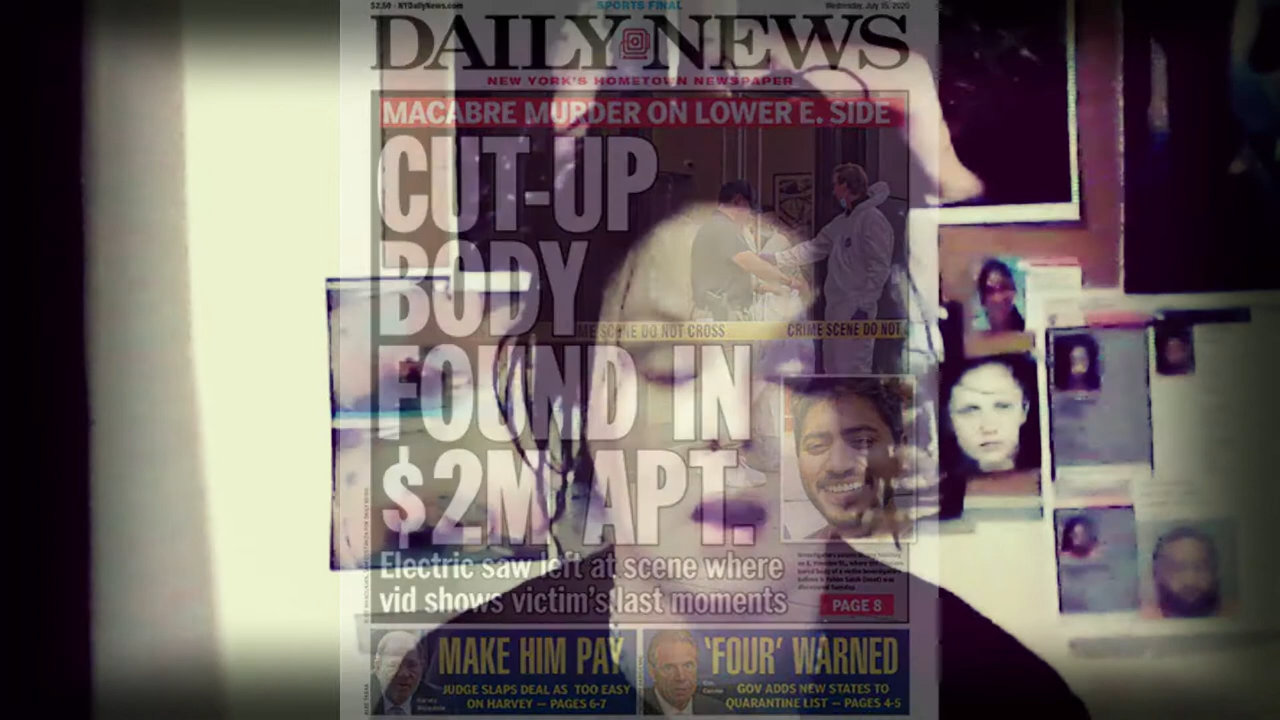 $2.50 · NYDailyNews.com
SPORTS FINAL
Wednesday, July 15, 2020
DAILY NEWS
NEW YORK'S HOMETOWN NEWSPAPER
MACABRE MURDER ON LOWER E. SIDE
CUT-UP
BODY
FOUND IN
$2M APT.
SCENE DO NOT CROSS
CRIME SCENE DO NOT
Electric saw left at scene where
vid shows victim's last moments
PAGE 8
MAKE HIM PAY
JUDGE SLAPS DEAL AS TOO EASY
ON HARVEY — PAGES 6-7
'FOUR' WARNED
GOV ADDS NEW STATES TO
QUARANTINE LIST — PAGES 4-5